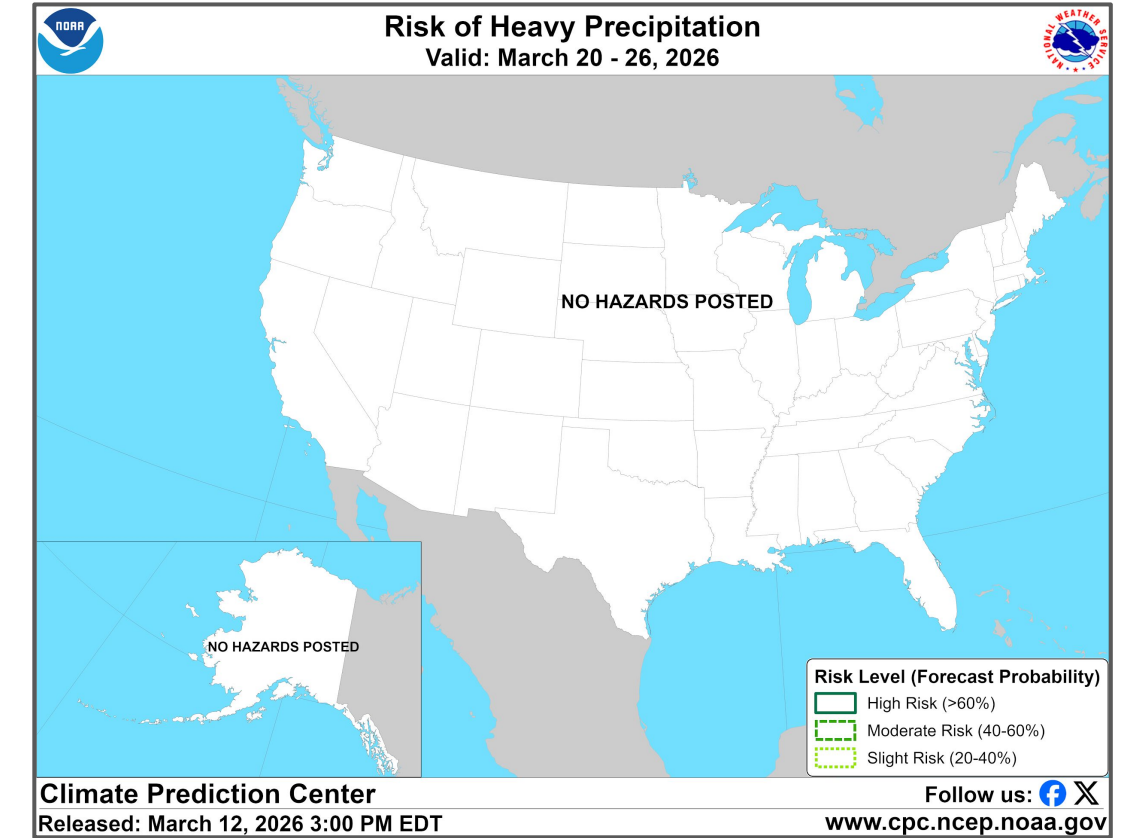 NOAA
Risk of Heavy Precipitation
Valid: March 20 - 26, 2026
NATIONAL WEATHER SERVICE
NO HAZARDS POSTED
NO HAZARDS POSTED
Risk Level (Forecast Probability)
High Risk (>60%)
Moderate Risk (40-60%)
Slight Risk (20-40%)
Climate Prediction Center
Follow us:
Released: March 12, 2026 3:00 PM EDT
www.cpc.ncep.noaa.gov